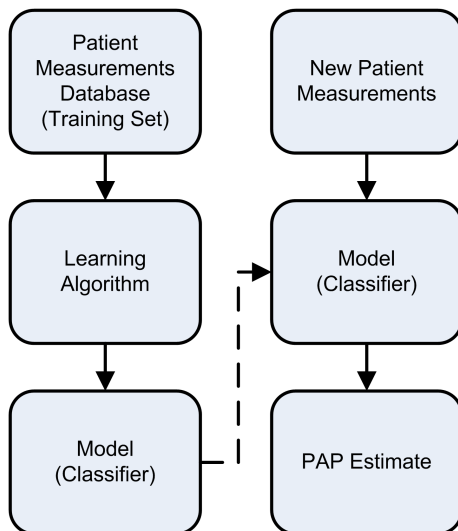 Patient
Measurements
Database
(Training Set)
Learning
Algorithm
Model
(Classifier)
New Patient
Measurements
Model
(Classifier)
PAP Estimate